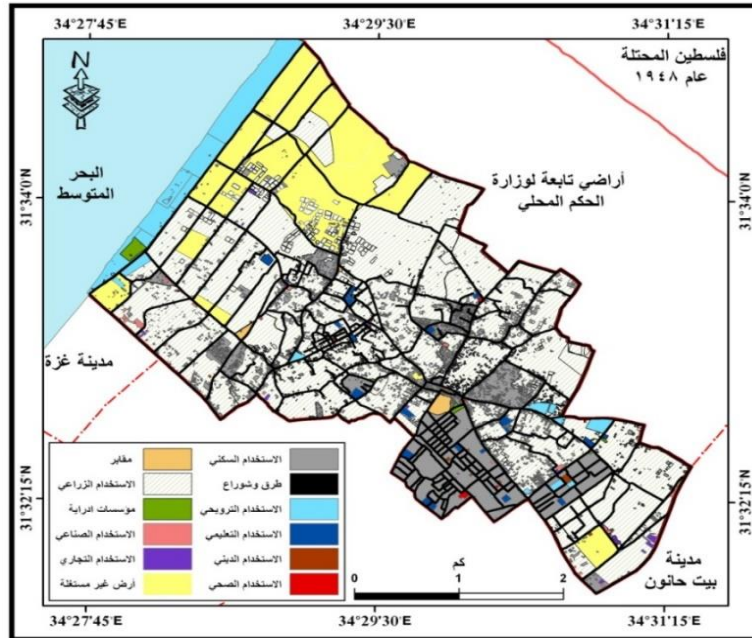 34°27'45"E
34°29'30"E
34°31'15"E
N
فلسطين المحتلة
عام ١٩٤٨
البحر
المتوسط
أراضي تابعة لوزارة
الحكم المحلي
31°34'0"N
31°34'0"N
مدينة غزة
31°32'15"N
31°32'15"N
الاستخدام السكني
مقابر
طرق وشوراع
الاستخدام الزراعي
الاستخدام الترويحي
مؤسسات ادراية
الاستخدام التعليمي
الاستخدام الصناعي
الاستخدام الديني
الاستخدام التجاري
الاستخدام الصحي
أرض غير مستغلة
كم
0 1 2
مدينة
بيت حانون
34°27'45"E
34°29'30"E
34°31'15"E